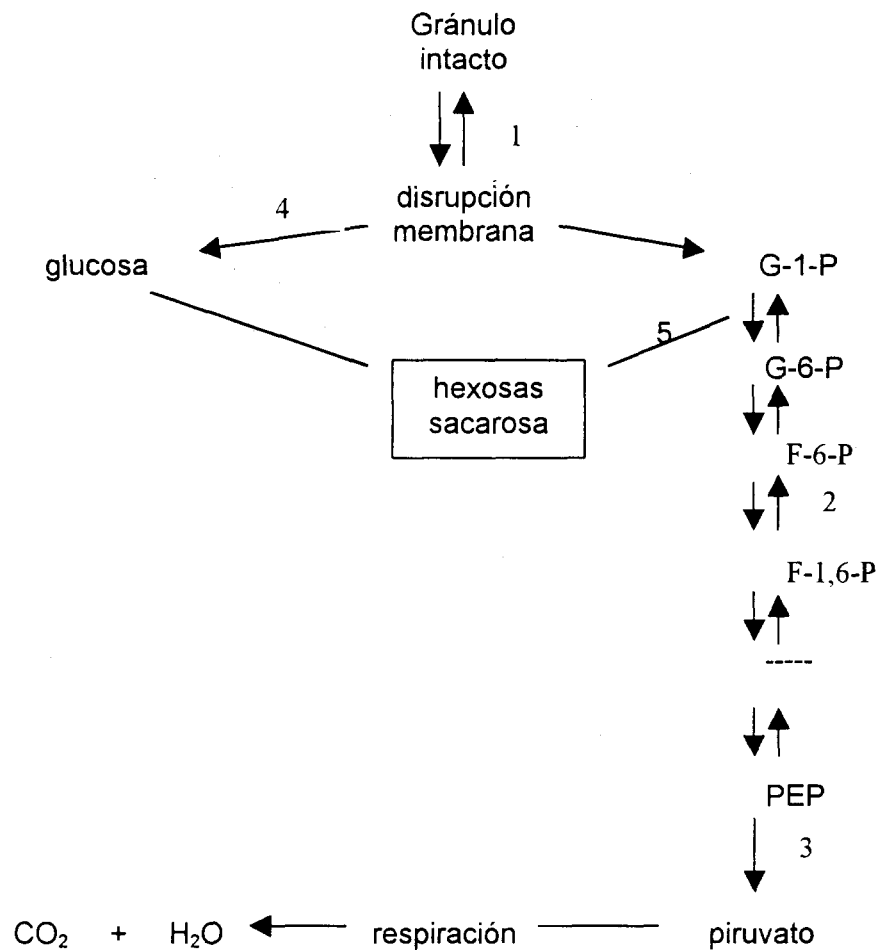 Gránulo
intacto
1
disrupción
membrana
4
glucosa
G-1-P
5
hexosas
sacarosa
G-6-P
F-6-P
2
F-1,6-P
-----
PEP
3
CO₂ + H₂O respiración piruvato